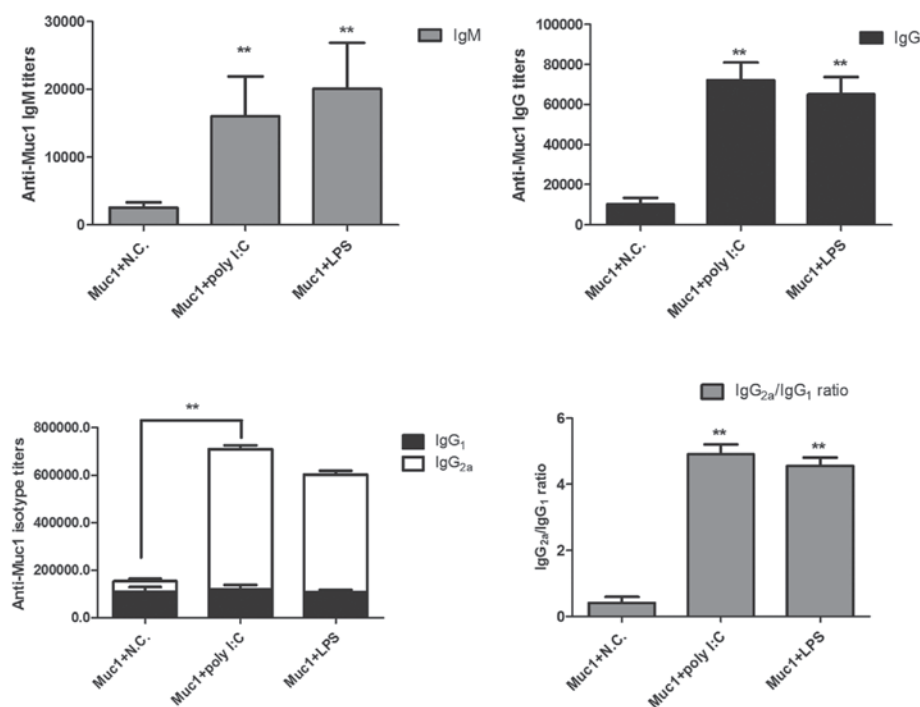 IgM
Anti-Muc1 IgM titers
30000
20000
10000
0
**
**
Muc1+N.C.
Muc1+poly I:C
Muc1+LPS
IgG
Anti-Muc1 IgG titers
100000
80000
60000
40000
20000
0
**
**
Muc1+N.C.
Muc1+poly I:C
Muc1+LPS
IgG1
IgG2a
Anti-Muc1 isotype titers
800000.0
600000.0
400000.0
200000.0
0.0
**
Muc1+N.C.
Muc1+poly I:C
Muc1+LPS
IgG2a/IgG1 ratio
IgG2a/IgG1 ratio
6
4
2
0
**
**
Muc1+N.C.
Muc1+poly I:C
Muc1+LPS